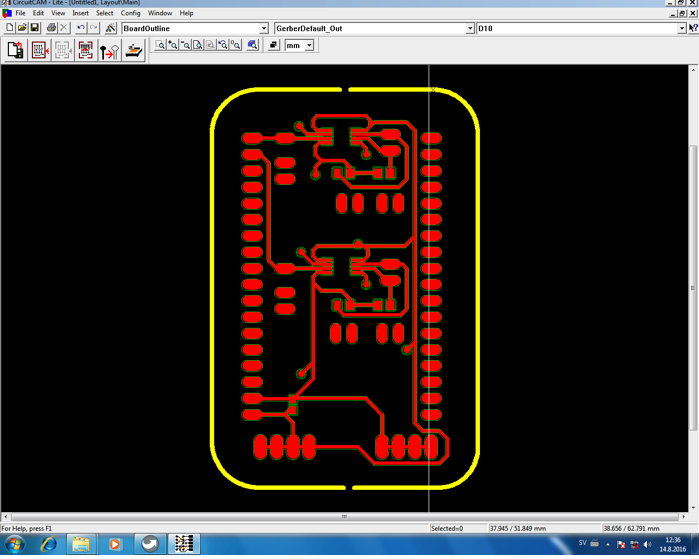 CircuitCAM - Lite - [Untitled1, Layout\Main]
File Edit View Insert Select Config Window Help
BoardOutline GerberDefault_Out D10
mm
For Help, press F1 Selected=0 37.945 / 51.849 mm 38.656 / 62.791 mm
SV 12:36
14.8.2016